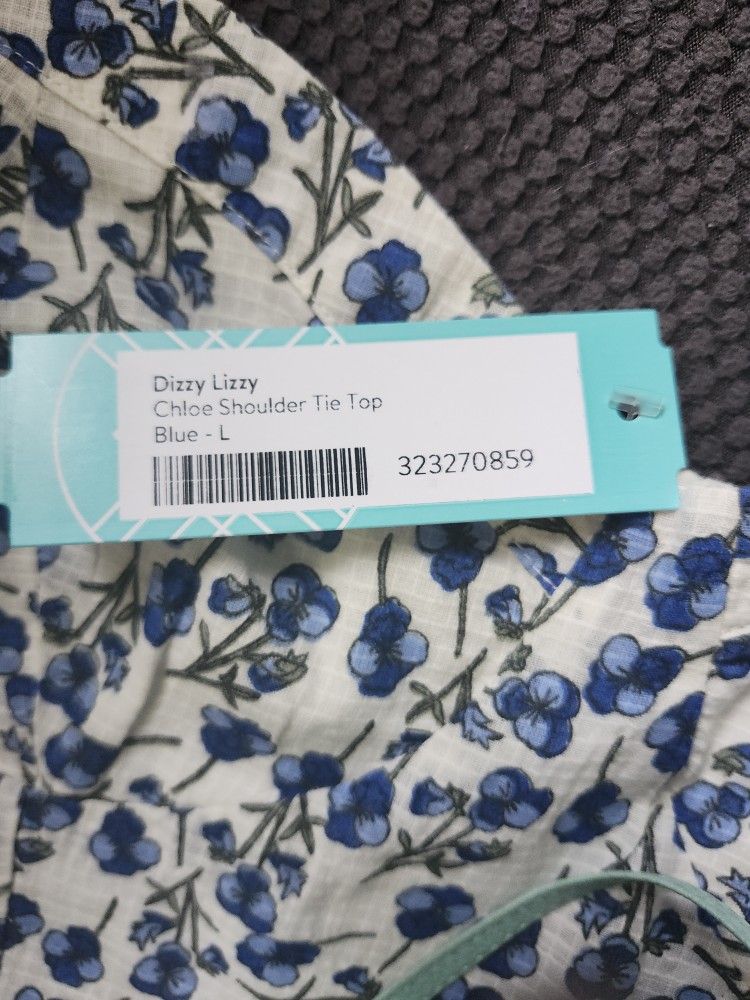 Dizzy Lizzy
Chloe Shoulder Tie Top
Blue - L
323270859